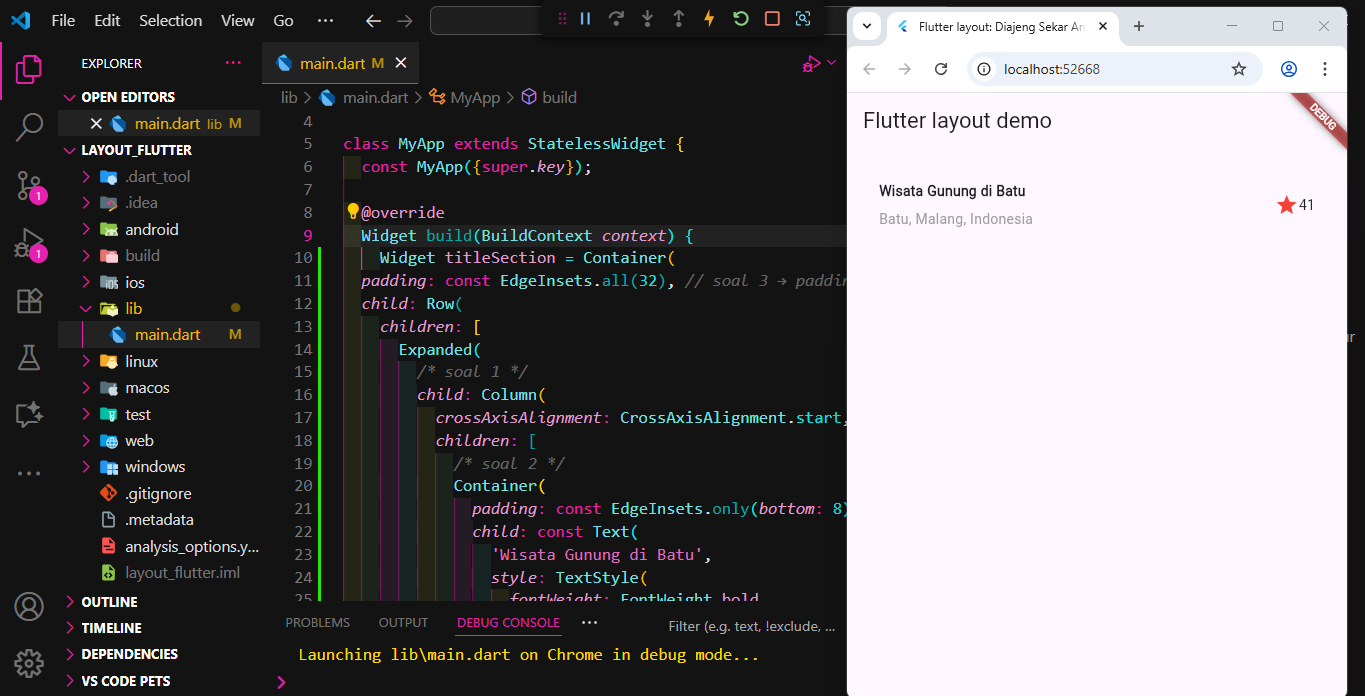 File Edit Selection View Go ...
EXPLORER ...
OPEN EDITORS
main.dart lib M
LAYOUT_FLUTTER
.dart_tool
.idea
android
build
ios
lib
main.dart M
linux
macos
test
web
windows
.gitignore
.metadata
analysis_options.y...
layout_flutter.iml
OUTLINE
TIMELINE
DEPENDENCIES
VS CODE PETS
1
1
main.dart M
lib > main.dart > MyApp > build
4
5 class MyApp extends StatelessWidget {
6 const MyApp({super.key});
7
8 @override
9 Widget build(BuildContext context) {
10 Widget titleSection = Container(
11 padding: const EdgeInsets.all(32), // soal 3 → paddin
12 child: Row(
13 children: [
14 Expanded(
15 /* soal 1 */
16 child: Column(
17 crossAxisAlignment: CrossAxisAlignment.start,
18 children: [
19 /* soal 2 */
20 Container(
21 padding: const EdgeInsets.only(bottom: 8)
22 child: const Text(
23 'Wisata Gunung di Batu',
24 style: TextStyle(
25 fontWeight: FontWeight.bold
PROBLEMS OUTPUT DEBUG CONSOLE ... Filter (e.g. text, !exclude, ...
Launching lib\main.dart on Chrome in debug mode...
Flutter layout: Diajeng Sekar Aru
localhost:52668
DEBUG
Flutter layout demo
Wisata Gunung di Batu
Batu, Malang, Indonesia
41